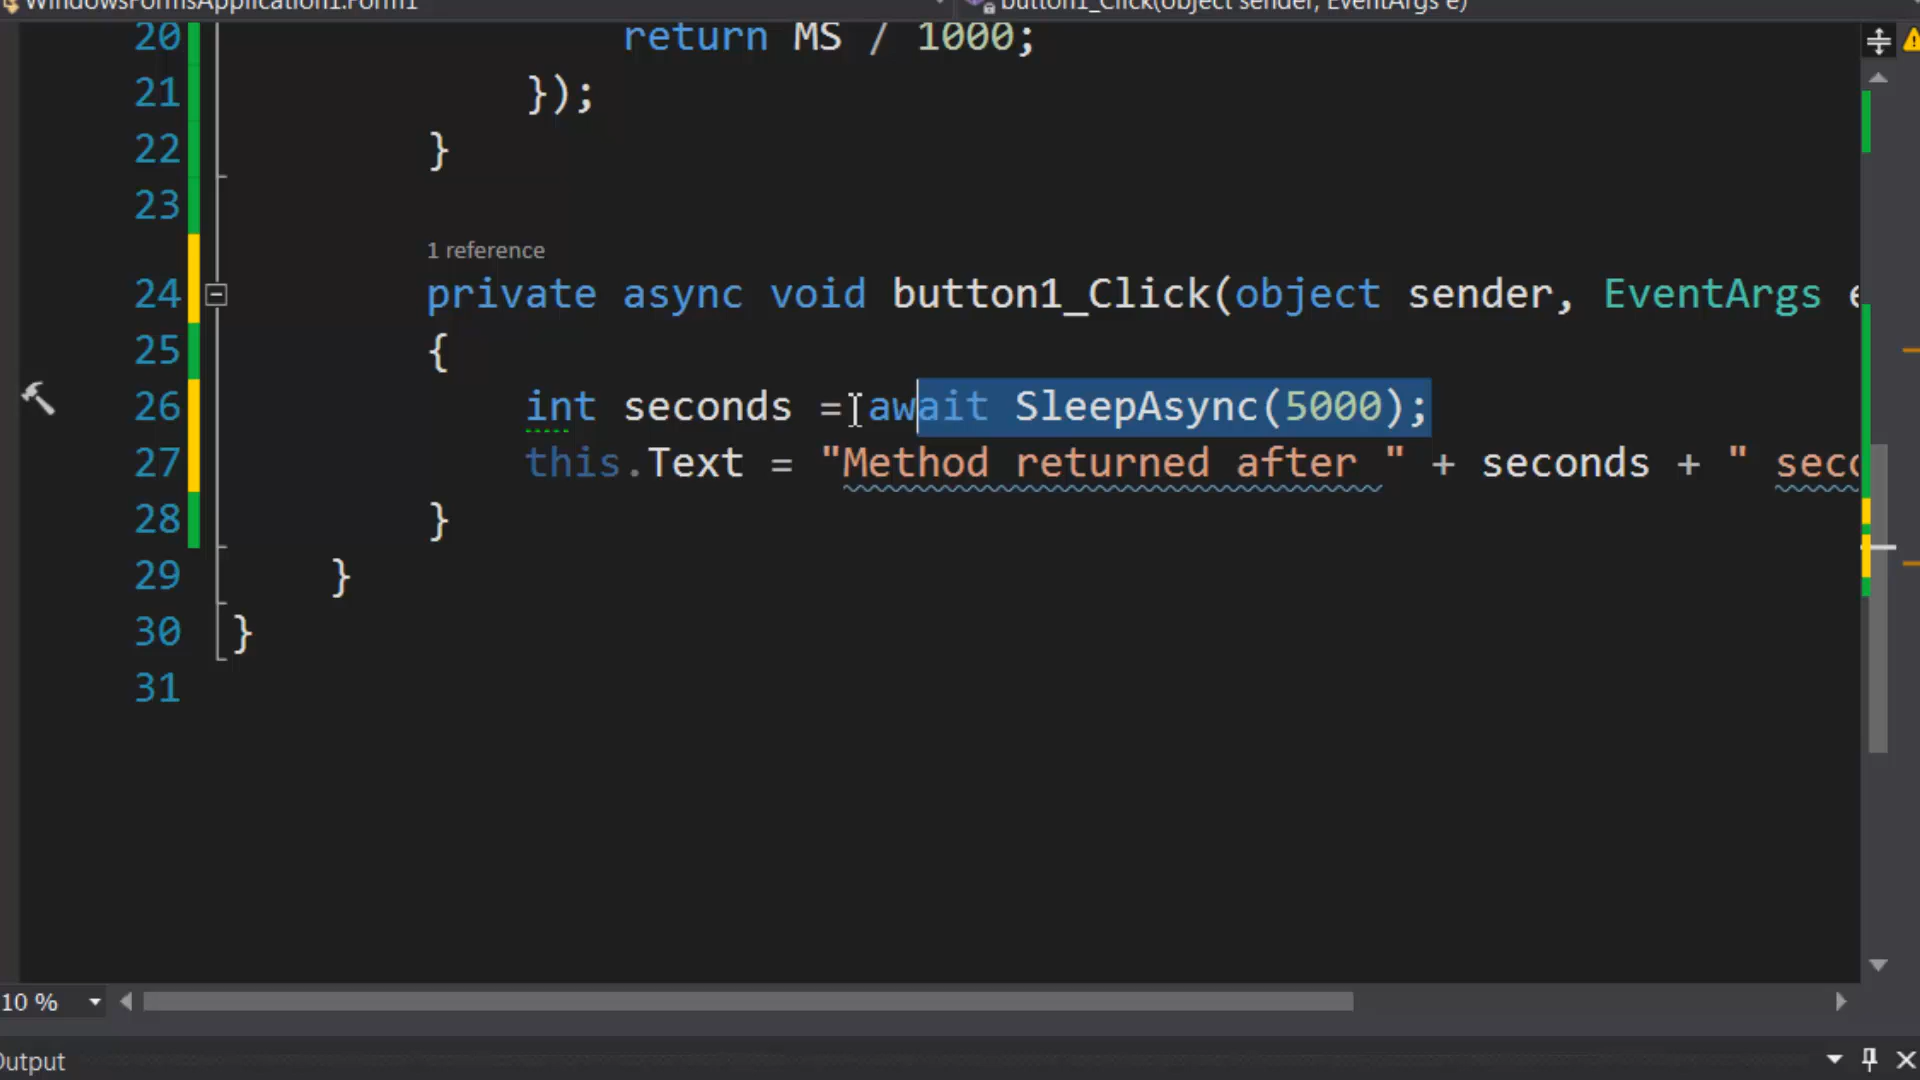 WindowsFormsApplication1.Form1 button1_Click(object sender, EventArgs e)
20 return MS / 1000;
21 });
22 }
23
1 reference
24 private async void button1_Click(object sender, EventArgs e
25 {
26 int seconds = await SleepAsync(5000);
27 this.Text = "Method returned after " + seconds + " seco
28 }
29 }
30 }
31
10 %
Output